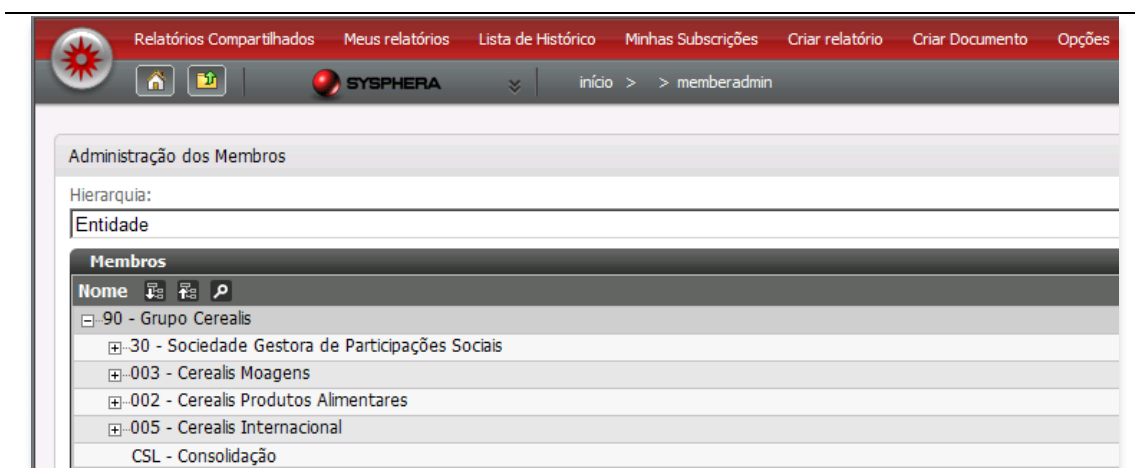 Relatórios Compartilhados Meus relatórios Lista de Histórico Minhas Subscrições Criar relatório Criar Documento Opções
SYSPHERA início > > memberadmin
Administração dos Membros
Hierarquia:
Entidade
Membros
Nome
90 - Grupo Cerealis
30 - Sociedade Gestora de Participações Sociais
003 - Cerealis Moagens
002 - Cerealis Produtos Alimentares
005 - Cerealis Internacional
CSL - Consolidação